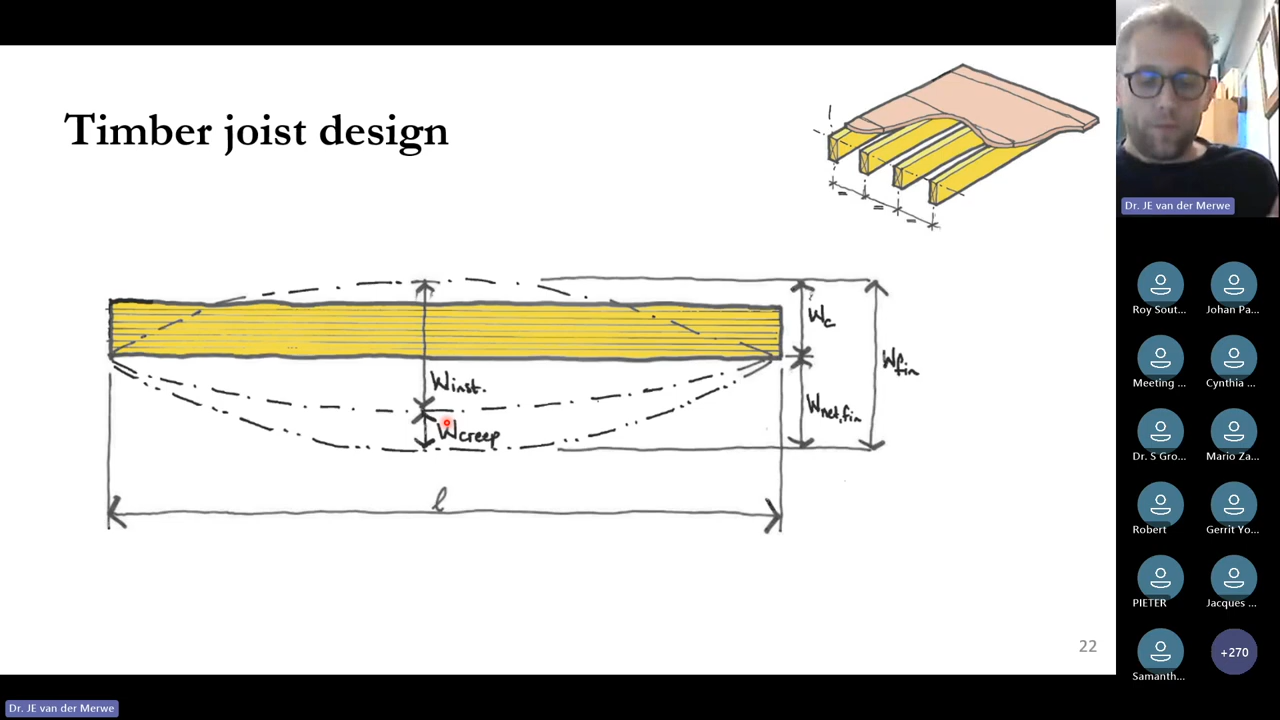 Timber joist design
Wc
Winst.
Wfin
Wnet,fin
Wcreep
l
22
Dr. JE van der Merwe
Roy Sout...
Johan Pa...
Meeting ...
Cynthia ...
Dr. S Gro...
Mario Za...
Robert
Gerrit Yo...
PIETER
Jacques ...
Samanth...
+270
Dr. JE van der Merwe